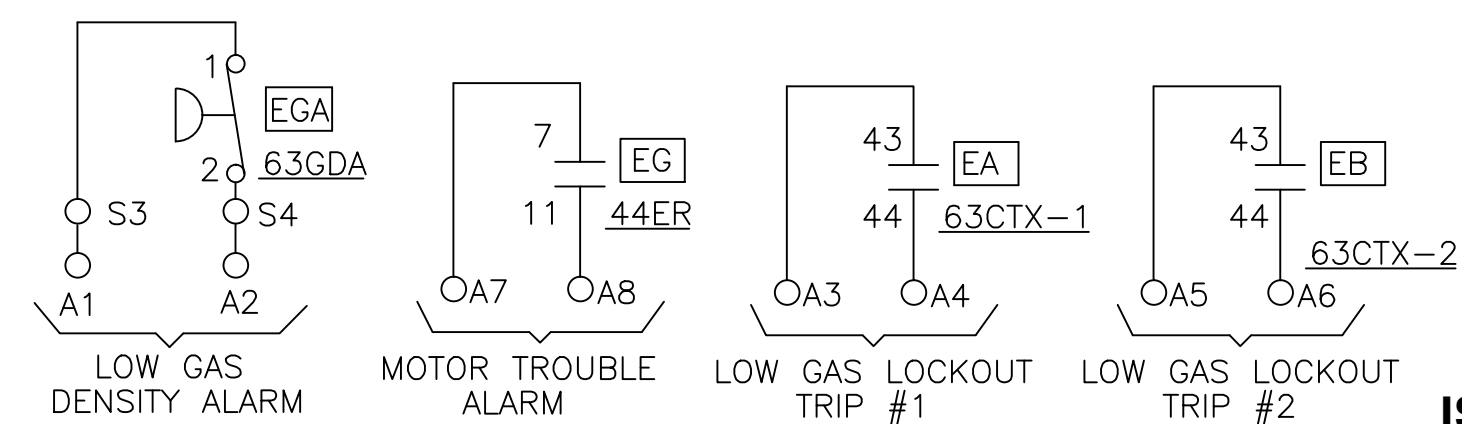 1
EGA
2
63GDA
S3
S4
A1
A2
LOW GAS
DENSITY ALARM
7
EG
11
44ER
A7
A8
MOTOR TROUBLE
ALARM
43
EA
44
63CTX-1
A3
A4
LOW GAS LOCKOUT
TRIP #1
43
EB
44
63CTX-2
A5
A6
LOW GAS LOCKOUT
TRIP #2